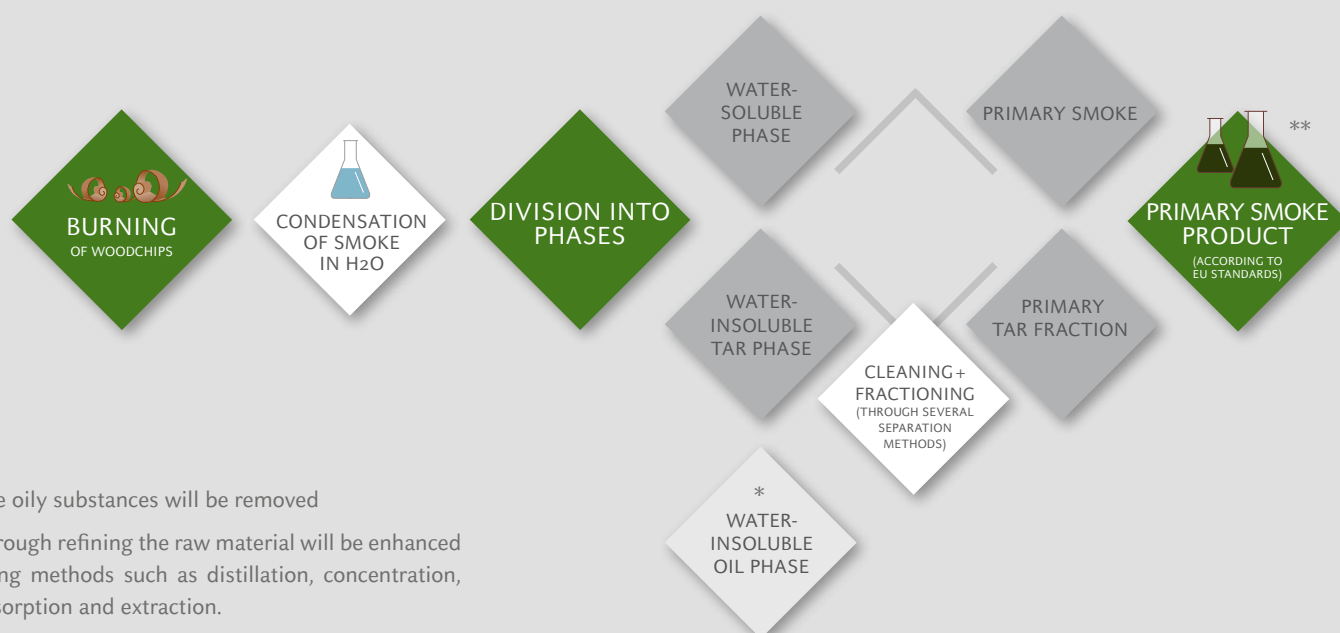 BURNING
OF WOODCHIPS
CONDENSATION
OF SMOKE
IN H2O
DIVISION INTO
PHASES
WATER-
SOLUBLE
PHASE
WATER-
INSOLUBLE
TAR PHASE
*
WATER-
INSOLUBLE
OIL PHASE
CLEANING+
FRACTIONING
(THROUGH SEVERAL
SEPARATION
METHODS)
PRIMARY SMOKE
PRIMARY
TAR FRACTION
**
PRIMARY SMOKE
PRODUCT
(ACCORDING TO
EU STANDARDS)
oily substances will be removed
refining the raw material will be enhanced
methods such as distillation, concentration,
and extraction.